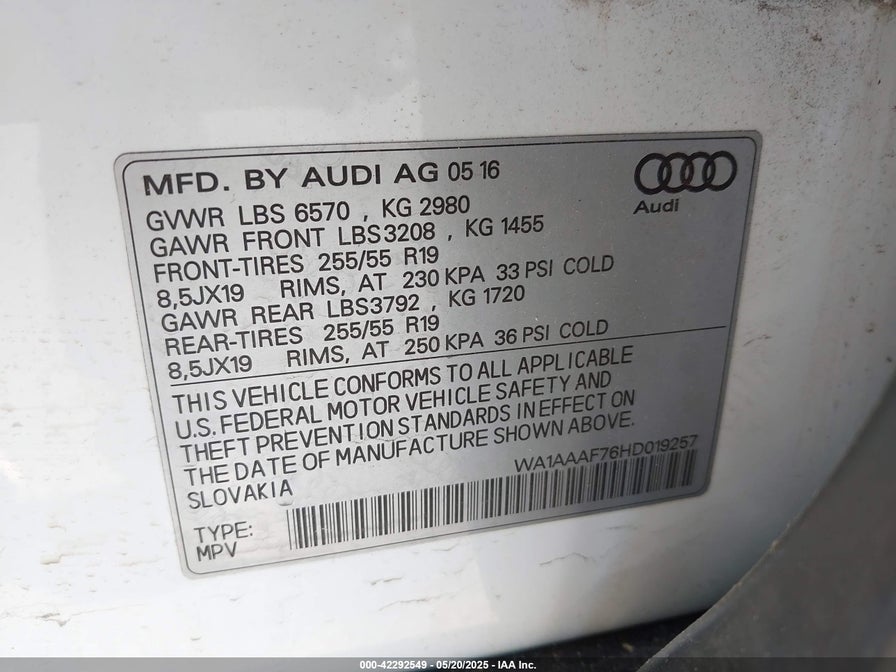 MFD. BY AUDI AG 05 16
Audi
GVWR LBS 6570 , KG 2980
GAWR FRONT LBS3208 , KG 1455
FRONT-TIRES 255/55 R19
8,5JX19 RIMS, AT 230 KPA 33 PSI COLD
GAWR REAR LBS3792 , KG 1720
REAR-TIRES 255/55 R19
8,5JX19 RIMS, AT 250 KPA 36 PSI COLD
THIS VEHICLE CONFORMS TO ALL APPLICABLE
U.S. FEDERAL MOTOR VEHICLE SAFETY AND
THEFT PREVENTION STANDARDS IN EFFECT ON
THE DATE OF MANUFACTURE SHOWN ABOVE.
SLOVAKIA
WA1AAAF76HD019257
TYPE:
MPV
000-42292549 - 05/20/2025 - IAA Inc.